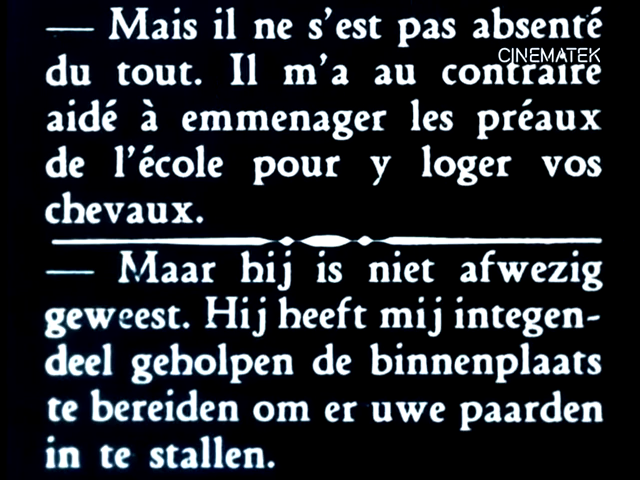 — Mais il ne s'est pas absenté
CINEMATEK
du tout. Il m'a au contraire
aidé à emmenager les préaux
de l'école pour y loger vos
chevaux.
— Maar hij is niet afwezig
geweest. Hij heeft mij integen-
deel geholpen de binnenplaats
te bereiden om er uwe paarden
in te stallen.